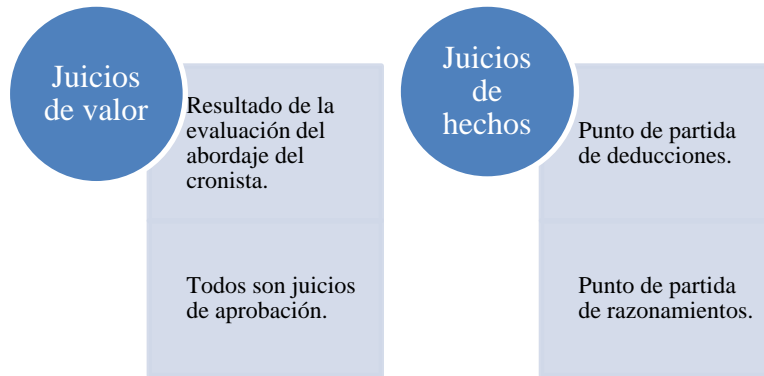 Juicios
de valor
Resultado de la
evaluación del
abordaje del
cronista.
Todos son juicios
de aprobación.
Juicios
de
hechos
Punto de partida
de deducciones.
Punto de partida
de razonamientos.